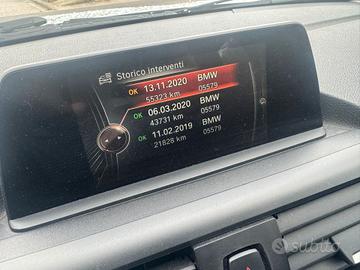 Storico interventi
OK 13.11.2020 BMW
55323 km 05579
OK 06.03.2020 BMW
43731 km 05579
OK 11.02.2019 BMW
21828 km 05579
subito